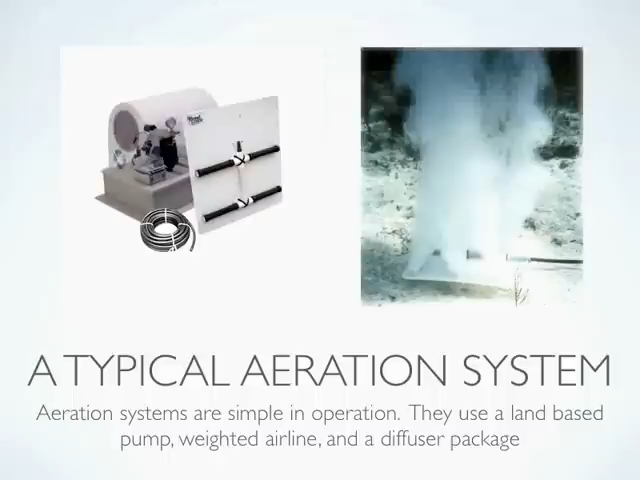 A TYPICAL AERATION SYSTEM
Aeration systems are simple in operation. They use a land based
pump, weighted airline, and a diffuser package